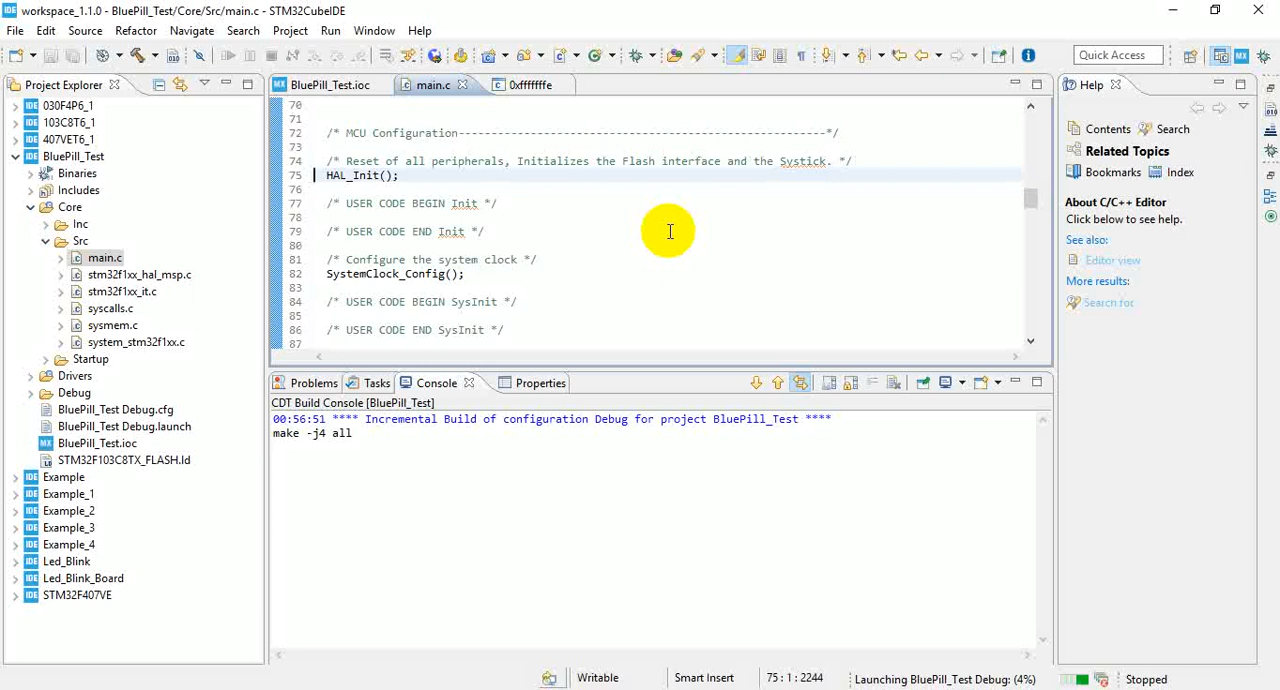 workspace_1.1.0 - BluePill_Test/Core/Src/main.c - STM32CubeIDE
File Edit Source Refactor Navigate Search Project Run Window Help
Quick Access
Project Explorer
030F4P6_1
103C8T6_1
407VET6_1
BluePill_Test
Binaries
Includes
Core
Inc
Src
main.c
stm32f1xx_hal_msp.c
stm32f1xx_it.c
syscalls.c
sysmem.c
system_stm32f1xx.c
Startup
Drivers
Debug
BluePill_Test Debug.cfg
BluePill_Test Debug.launch
BluePill_Test.ioc
STM32F103C8TX_FLASH.ld
Example
Example_1
Example_2
Example_3
Example_4
Led_Blink
Led_Blink_Board
STM32F407VE
BluePill_Test.ioc main.c 0xfffffffe
70
71
72 /* MCU Configuration--------------------------------------------------------*/
73
74 /* Reset of all peripherals, Initializes the Flash interface and the Systick. */
75 HAL_Init();
76
77 /* USER CODE BEGIN Init */
78
79 /* USER CODE END Init */
80
81 /* Configure the system clock */
82 SystemClock_Config();
83
84 /* USER CODE BEGIN SysInit */
85
86 /* USER CODE END SysInit */
87
Problems Tasks Console Properties
CDT Build Console [BluePill_Test]
00:56:51 **** Incremental Build of configuration Debug for project BluePill_Test ****
make -j4 all
Help
Contents Search
Related Topics
Bookmarks Index
About C/C++ Editor
Click below to see help.
See also:
Editor view
More results:
Search for
Writable Smart Insert 75 : 1 : 2244 Launching BluePill_Test Debug: (4%) Stopped